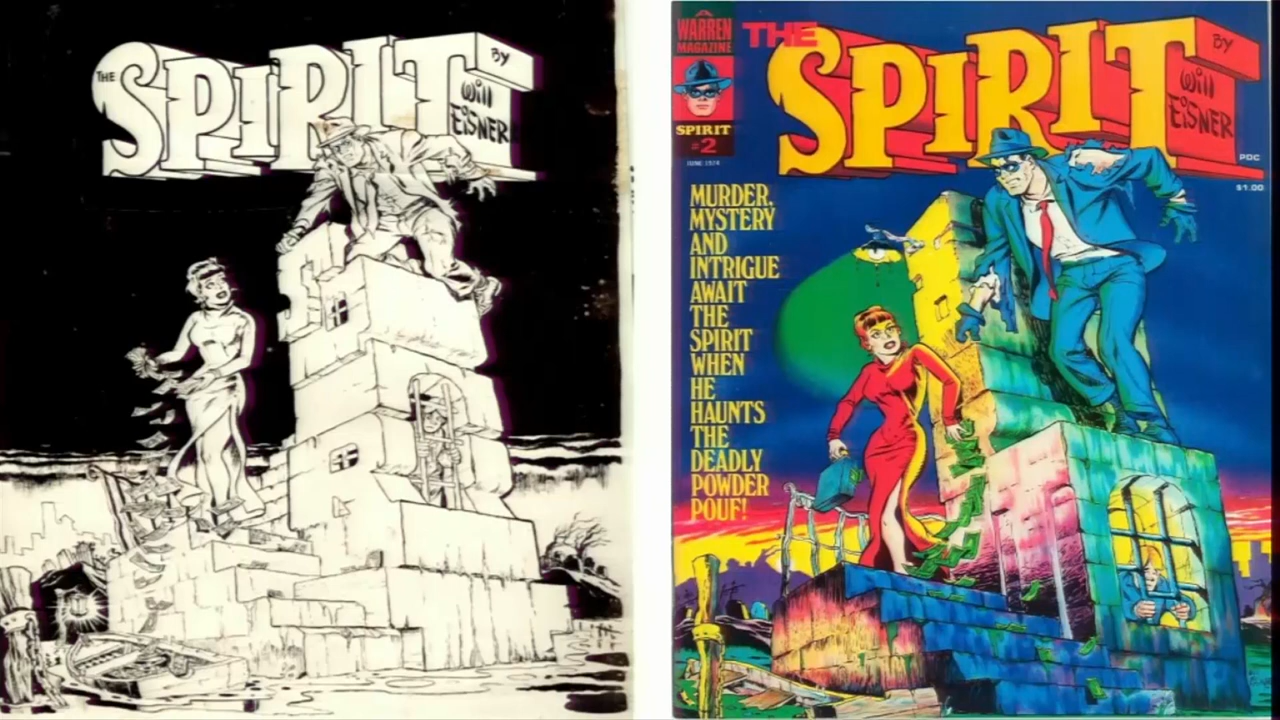 THE
SPIRIT
BY
Will
EISNER
WARREN
MAGAZINE
THE
SPIRIT
BY
Will
EISNER
SPIRIT
#2
JUNE 1974
PDC
$1.00
MURDER,
MYSTERY
AND
INTRIGUE
AWAIT
THE
SPIRIT
WHEN
HE
HAUNTS
THE
DEADLY
POWDER
POUF!